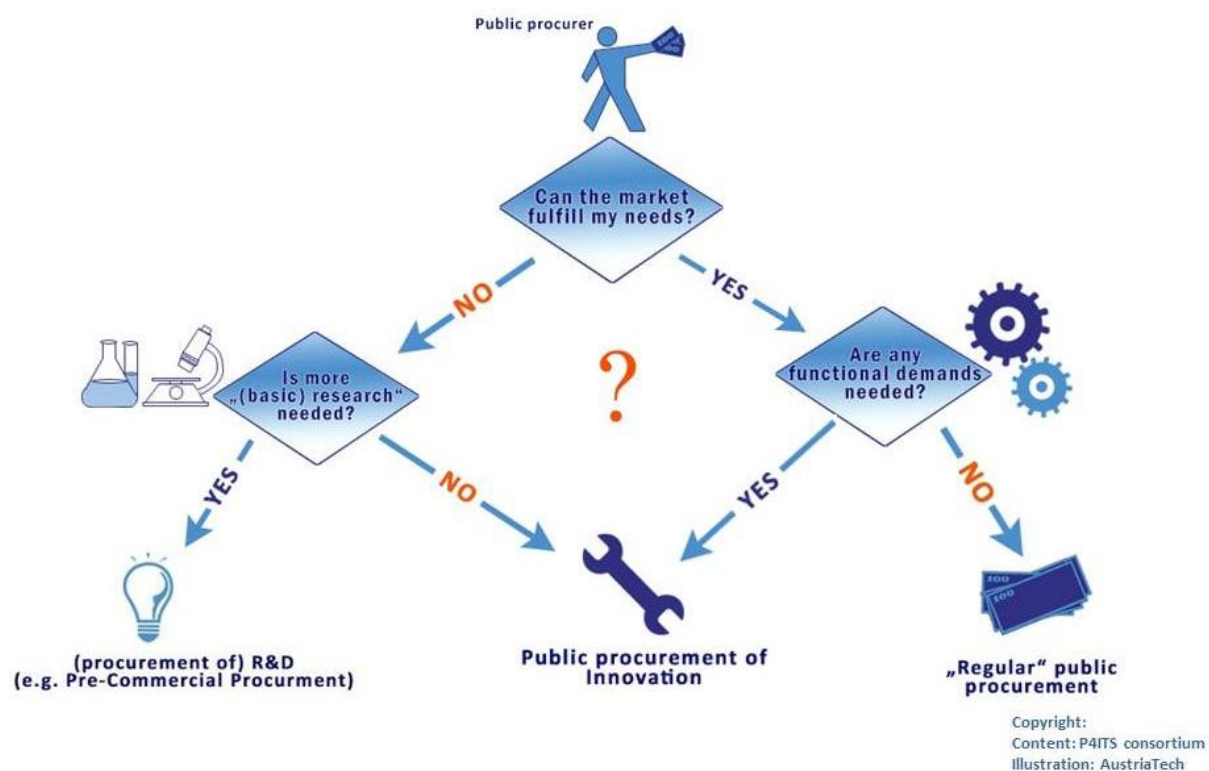 Public procurer
Can the market
fulfill my needs?
NO
YES
Is more
„(basic) research“
needed?
Are any
functional demands
needed?
YES
NO
YES
NO
(procurement of) R&D
(e.g. Pre-Commercial Procurment)
Public procurement of
Innovation
„Regular“ public
procurement
Copyright:
Content: P4ITS consortium
Illustration: AustriaTech